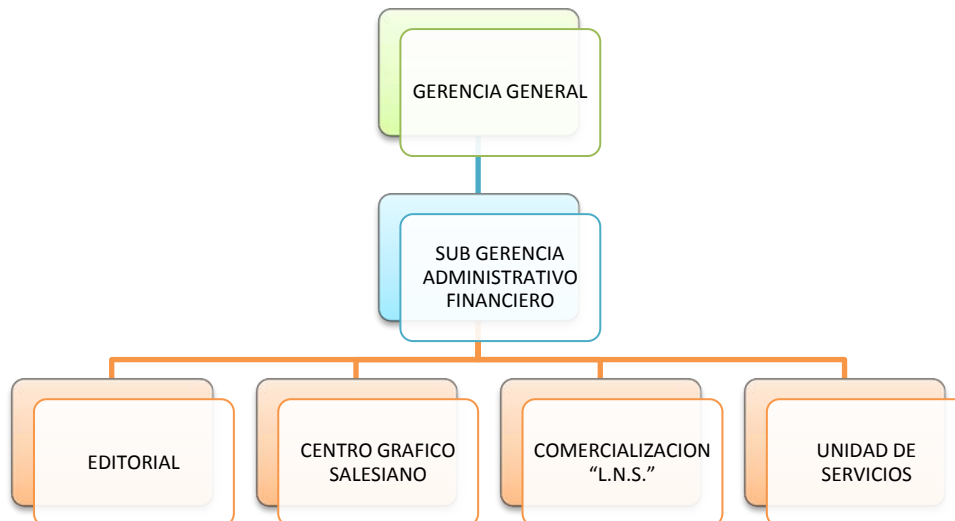 GERENCIA GENERAL
SUB GERENCIA
ADMINISTRATIVO
FINANCIERO
EDITORIAL
CENTRO GRAFICO
SALESIANO
COMERCIALIZACION
“L.N.S.”
UNIDAD DE
SERVICIOS